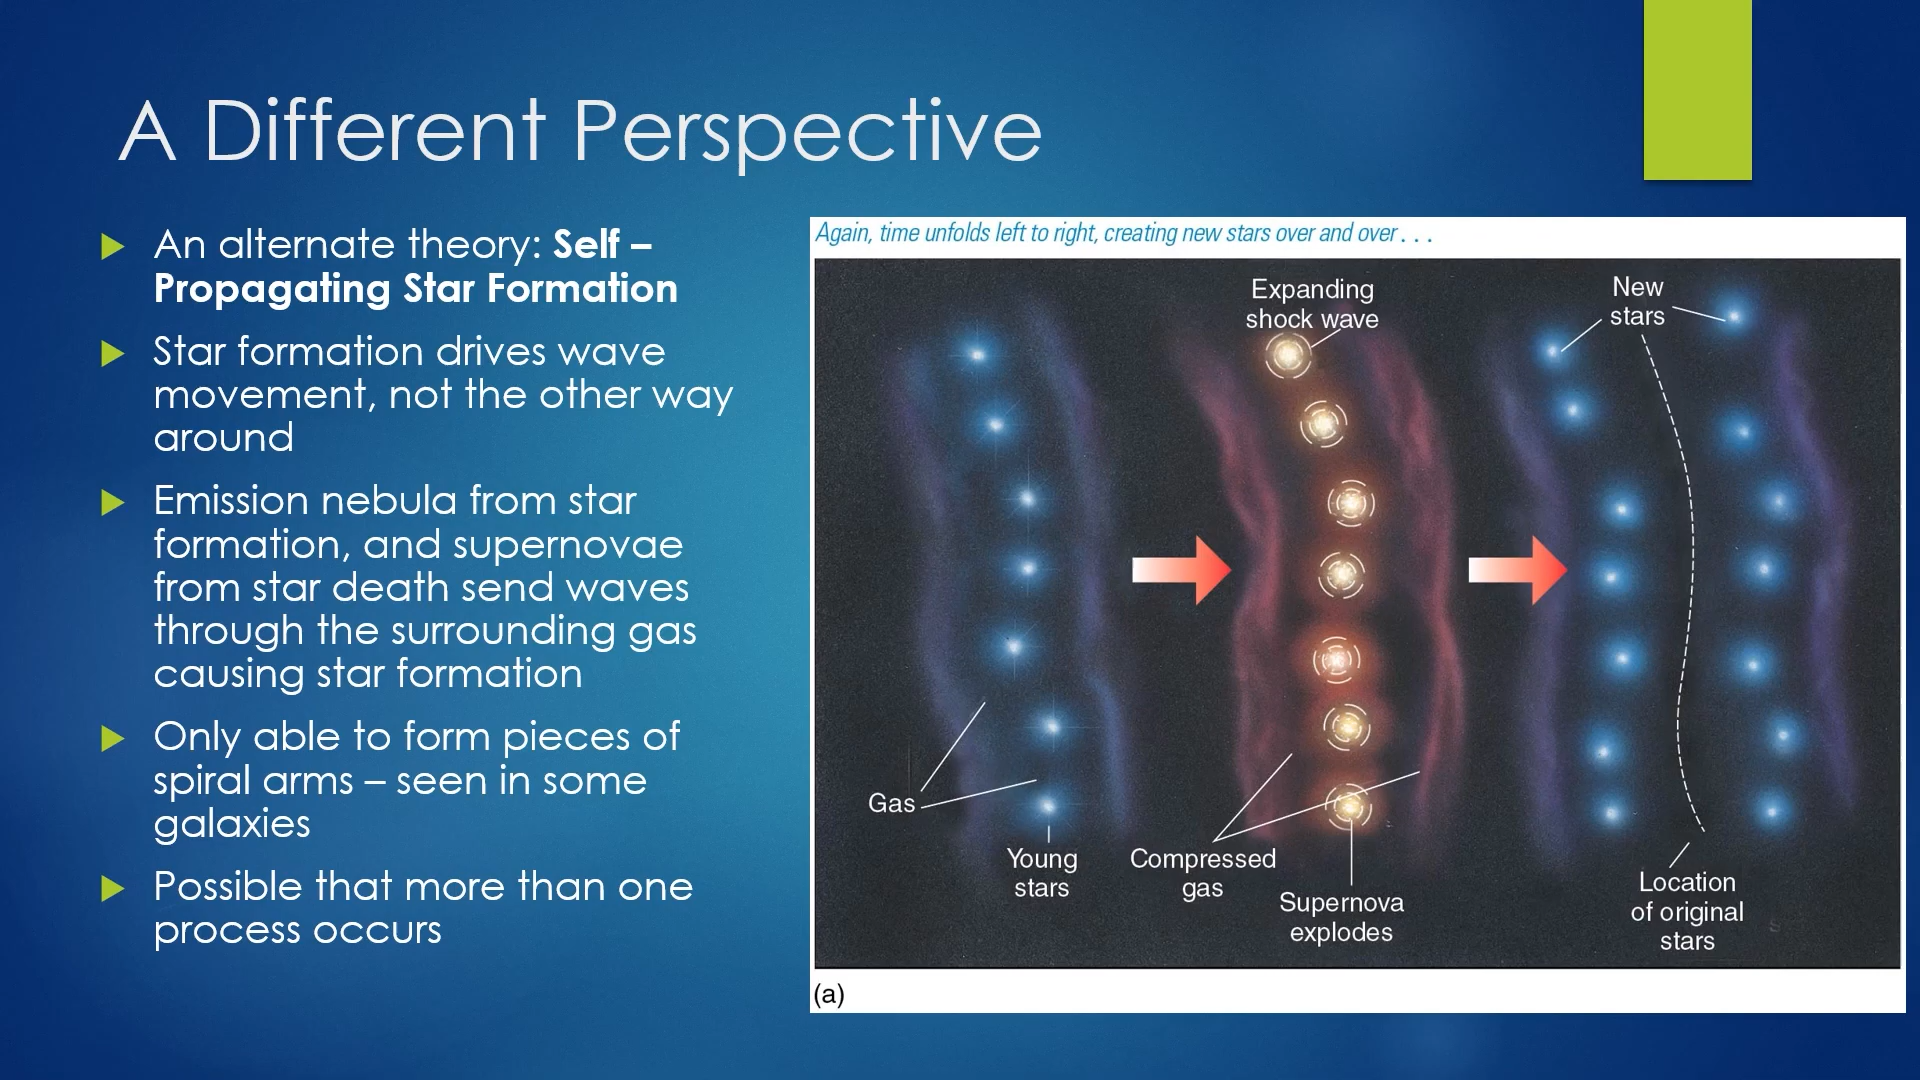 A Different Perspective
An alternate theory: Self –
Propagating Star Formation
Star formation drives wave
movement, not the other way
around
Emission nebula from star
formation, and supernovae
from star death send waves
through the surrounding gas
causing star formation
Only able to form pieces of
spiral arms – seen in some
galaxies
Possible that more than one
process occurs
Again, time unfolds left to right, creating new stars over and over . . .
Expanding
shock wave
New
stars
Gas
Young
stars
Compressed
gas
Supernova
explodes
Location
of original
stars
(a)